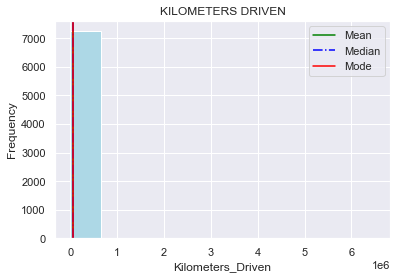 KILOMETERS DRIVEN
Mean
Median
Mode
Frequency
7000
6000
5000
4000
3000
2000
1000
0
0 1 2 3 4 5 6
1e6
Kilometers_Driven